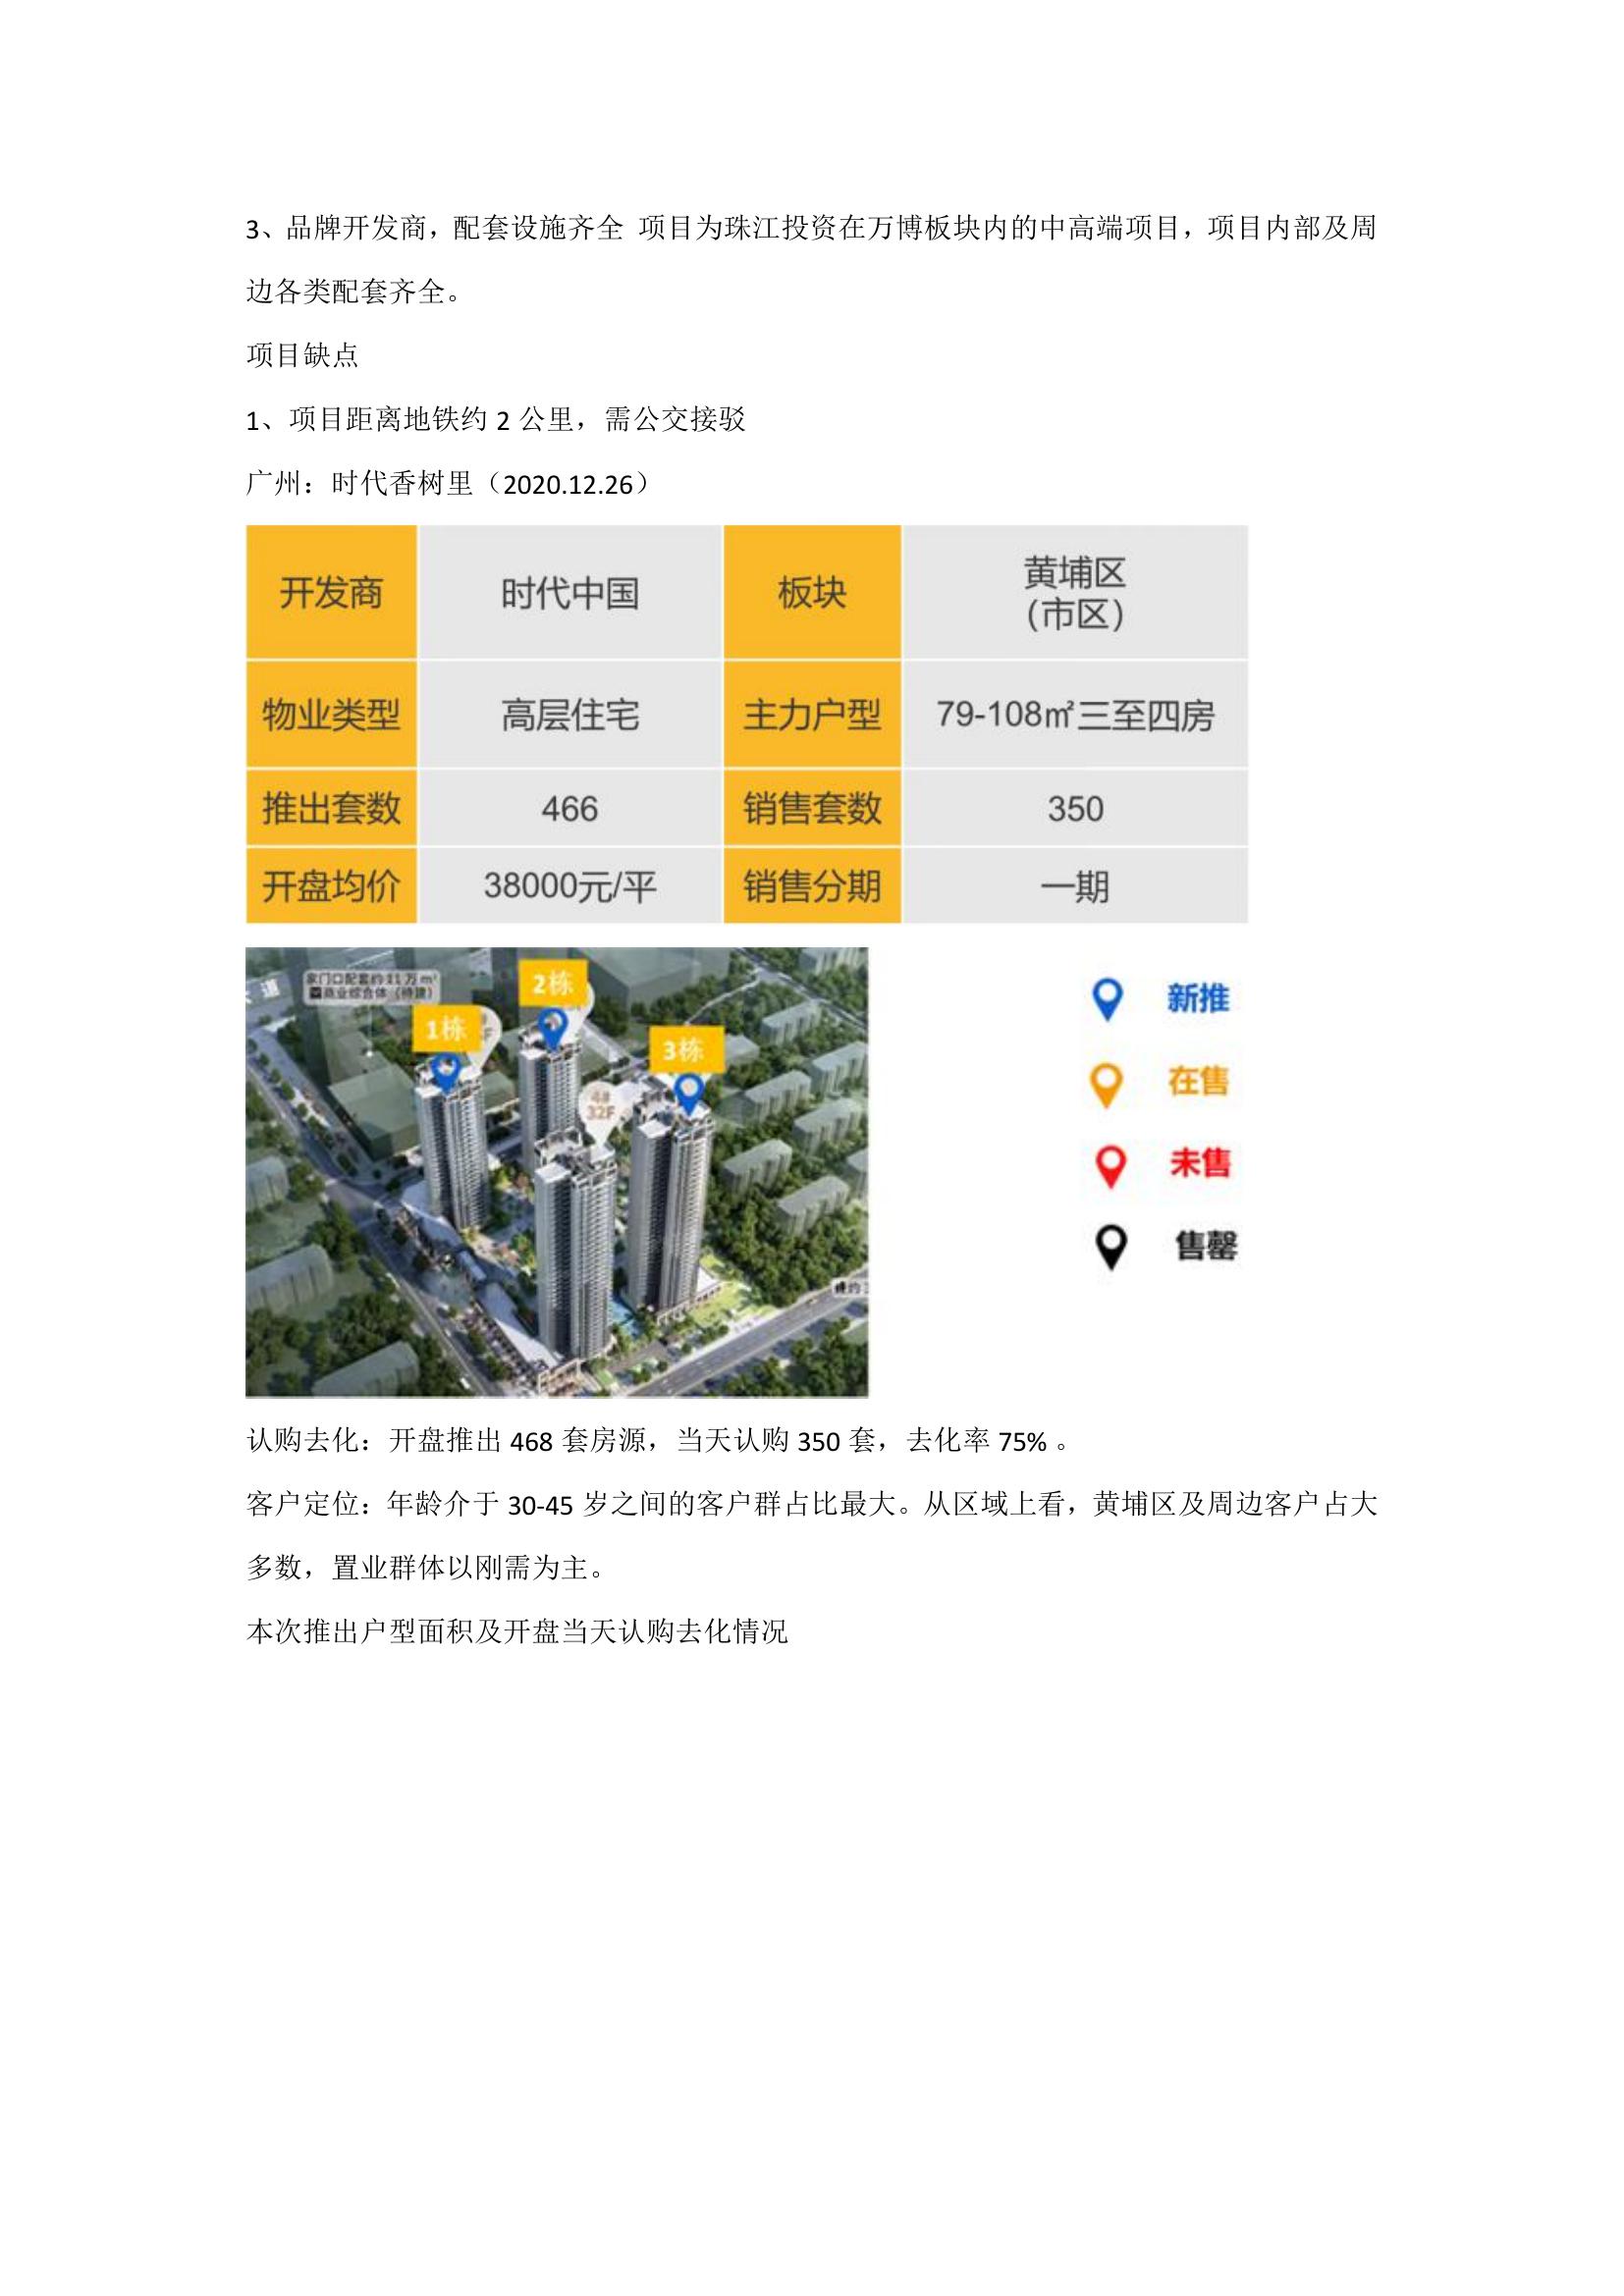 3、品牌开发商，配套设施齐全 项目为珠江投资在万博板块内的中高端项目，项目内部及周
边各类配套齐全。
项目缺点
1、项目距离地铁约 2 公里，需公交接驳
广州：时代香树里（2020.12.26）
开发商 时代中国 板块 黄埔区
（市区）
物业类型 高层住宅 主力户型 79-108㎡三至四房
推出套数 466 销售套数 350
开盘均价 38000元/平 销售分期 一期
家门口配套约11万㎡
商业综合体（待建）
道
2栋
1栋
3栋
4#
32F
新推
在售
未售
售罄
认购去化：开盘推出 468 套房源，当天认购 350 套，去化率 75% 。
客户定位：年龄介于 30-45 岁之间的客户群占比最大。从区域上看，黄埔区及周边客户占大
多数，置业群体以刚需为主。
本次推出户型面积及开盘当天认购去化情况